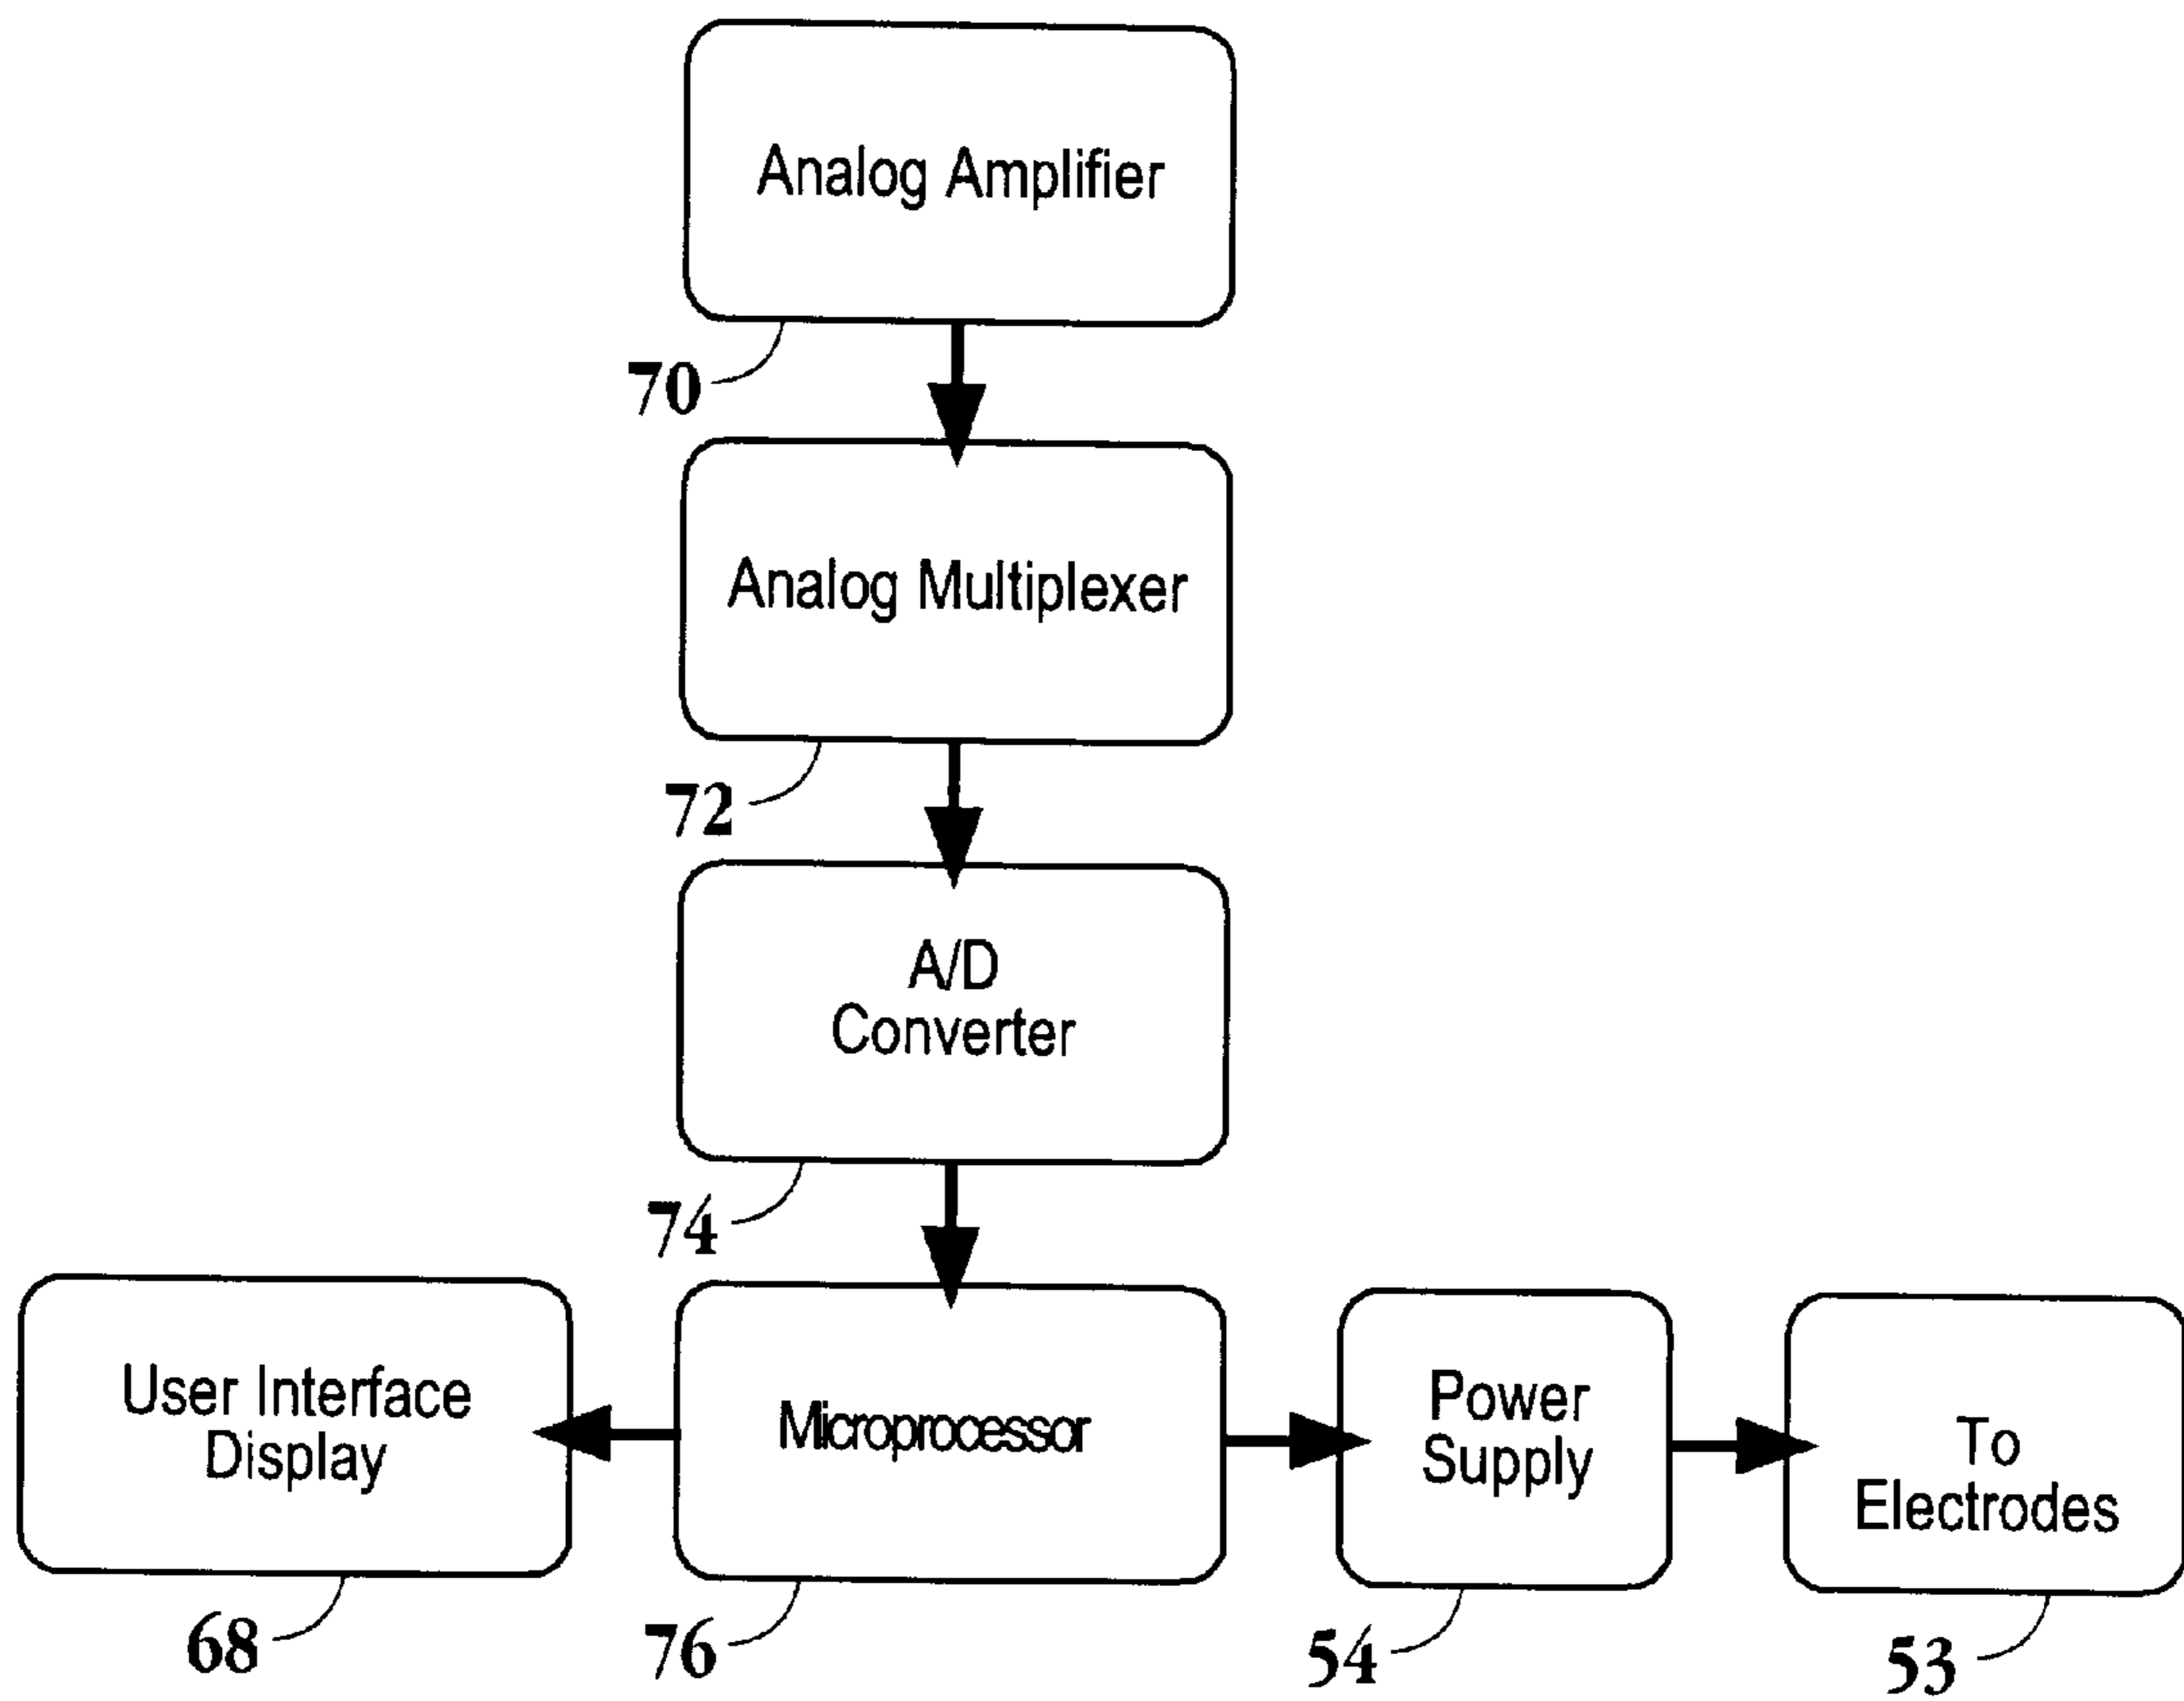 Analog Amplifier
70
Analog Multiplexer
72
A/D
Converter
74
User Interface
Display
68
Microprocessor
76
Power
Supply
54
To
Electrodes
53